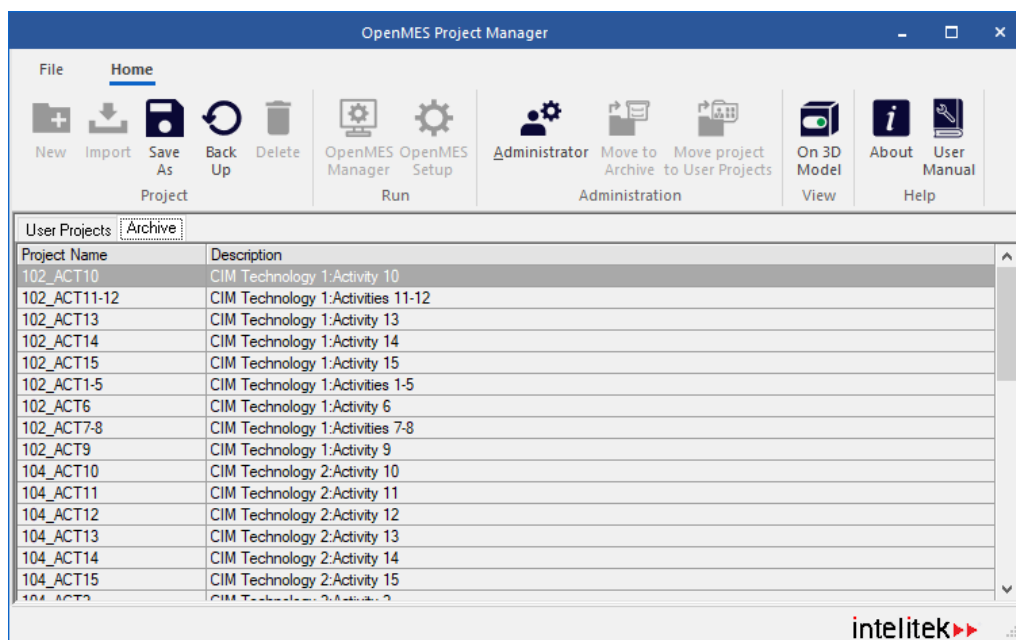 OpenMES Project Manager
File Home
New Import Save As Back Up Delete OpenMES Manager OpenMES Setup Administrator Move to Archive Move project to User Projects On 3D Model About User Manual
Project Run Administration View Help
User Projects Archive
Project Name Description
102_ACT10 CIM Technology 1:Activity 10
102_ACT11-12 CIM Technology 1:Activities 11-12
102_ACT13 CIM Technology 1:Activity 13
102_ACT14 CIM Technology 1:Activity 14
102_ACT15 CIM Technology 1:Activity 15
102_ACT1-5 CIM Technology 1:Activities 1-5
102_ACT6 CIM Technology 1:Activity 6
102_ACT7-8 CIM Technology 1:Activities 7-8
102_ACT9 CIM Technology 1:Activity 9
104_ACT10 CIM Technology 2:Activity 10
104_ACT11 CIM Technology 2:Activity 11
104_ACT12 CIM Technology 2:Activity 12
104_ACT13 CIM Technology 2:Activity 13
104_ACT14 CIM Technology 2:Activity 14
104_ACT15 CIM Technology 2:Activity 15
intelitek